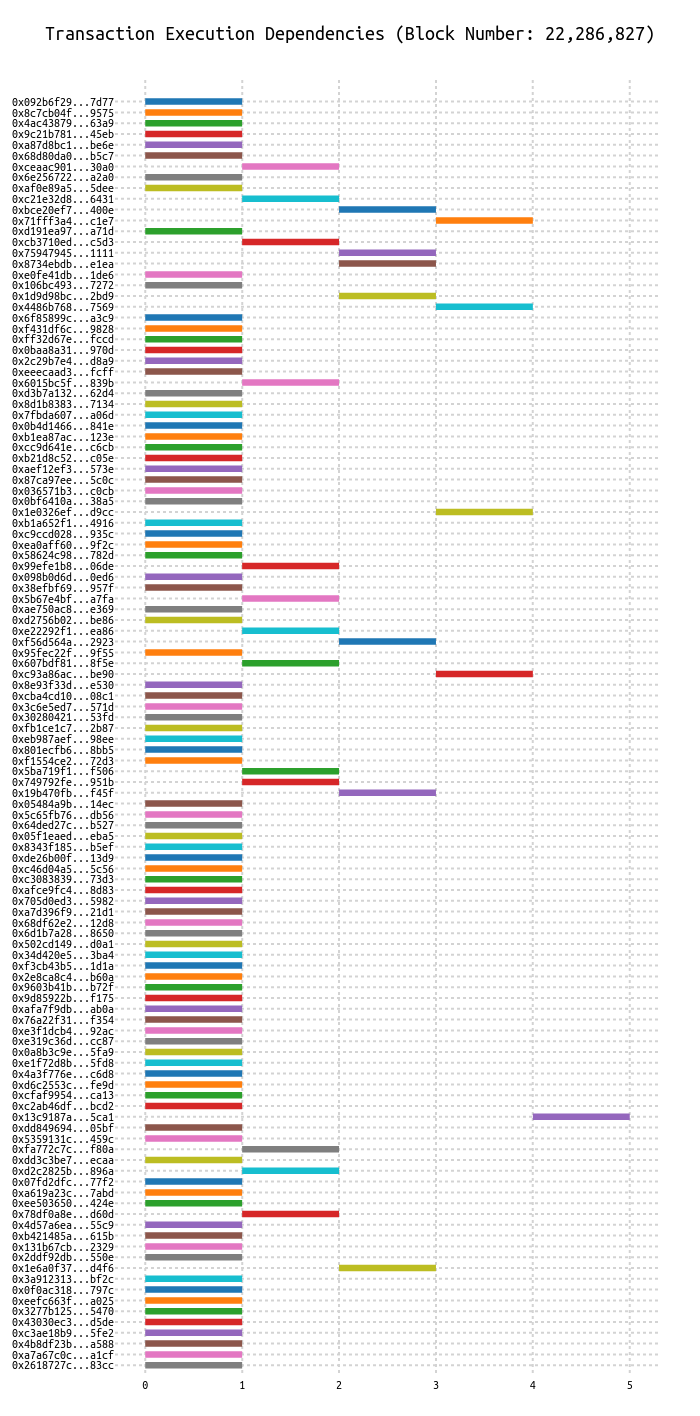 Transaction Execution Dependencies (Block Number: 22,286,827)
0x092b6f29...7d77
0x8c7cb04f...9575
0x4ac43879...63a9
0x9c21b781...45eb
0xa87d8bc1...be6e
0x68d80da0...b5c7
0xceaac901...30a0
0x6e256722...a2a0
0xaf0e89a5...5dee
0xc21e32d8...6431
0xbce20ef7...400e
0x71fff3a4...c1e7
0xd191ea97...a71d
0xcb3710ed...c5d3
0x75947945...1111
0x8734ebdb...e1ea
0xe0fe41db...1de6
0x106bc493...7272
0x1d9d98bc...2bd9
0x4486b768...7569
0x6f85899c...a3c9
0xf431df6c...9828
0xff32d67e...fccd
0x0baa8a31...970d
0x2c29b7e4...d8a9
0xeeecaad3...fcff
0x6015bc5f...839b
0xd3b7a132...62d4
0x8d1b8383...7134
0x7fbda607...a06d
0x0b4d1466...841e
0xb1ea87ac...123e
0xcc9d641e...c6cb
0xb21d8c52...c05e
0xaef12ef3...573e
0x87ca97ee...5c0c
0x036571b3...c0cb
0x0bf6410a...38a5
0x1e0326ef...d9cc
0xb1a652f1...4916
0xc9ccd028...935c
0xea0aff60...9f2c
0x58624c98...782d
0x99efe1b8...06de
0x098b0d6d...0ed6
0x38efbf69...957f
0x5b67e4bf...a7fa
0xae750ac8...e369
0xd2756b02...be86
0xe22292f1...ea86
0xf56d564a...2923
0x95fec22f...9f55
0x607bdf81...8f5e
0xc93a86ac...be90
0x8e93f33d...e530
0xcba4cd10...08c1
0x3c6e5ed7...571d
0x30280421...53fd
0xfb1ce1c7...2b87
0xeb987aef...98ee
0x801ecfb6...8bb5
0xf1554ce2...72d3
0x5ba719f1...f506
0x749792fe...951b
0x19b470fb...f45f
0x05484a9b...14ec
0x5c65fb76...db56
0x64ded27c...b527
0x05f1eaed...eba5
0x8343f185...b5ef
0xde26b00f...13d9
0xc46d04a5...5c56
0xc3083839...73d3
0xafce9fc4...8d83
0x705d0ed3...5982
0xa7d396f9...21d1
0x68df62e2...12d8
0x6d1b7a28...8650
0x502cd149...d0a1
0x34d420e5...3ba4
0xf3cb43b5...1d1a
0x2e8ca8c4...b60a
0x9603b41b...b72f
0x9d85922b...f175
0xafa7f9db...ab0a
0x76a22f31...f354
0xe3f1dcb4...92ac
0xe319c36d...cc87
0x0a8b3c9e...5fa9
0xe1f72d8b...5fd8
0x4a3f776e...c6d8
0xd6c2553c...fe9d
0xcfaf9954...ca13
0xc2ab46df...bcd2
0x13c9187a...5ca1
0xdd849694...05bf
0x5359131c...459c
0xfa772c7c...f80a
0xdd3c3be7...ecaa
0xd2c2825b...896a
0x07fd2dfc...77f2
0xa619a23c...7abd
0xee503650...424e
0x78df0a8e...d60d
0x4d57a6ea...55c9
0xb421485a...615b
0x131b67cb...2329
0x2ddf92db...550e
0x1e6a0f37...d4f6
0x3a912313...bf2c
0x0f0ac318...797c
0xeefc663f...a025
0x3277b125...5470
0x43030ec3...d5de
0xc3ae18b9...5fe2
0x4b8df23b...a588
0xa7a67c0c...a1cf
0x2618727c...83cc
0 1 2 3 4 5